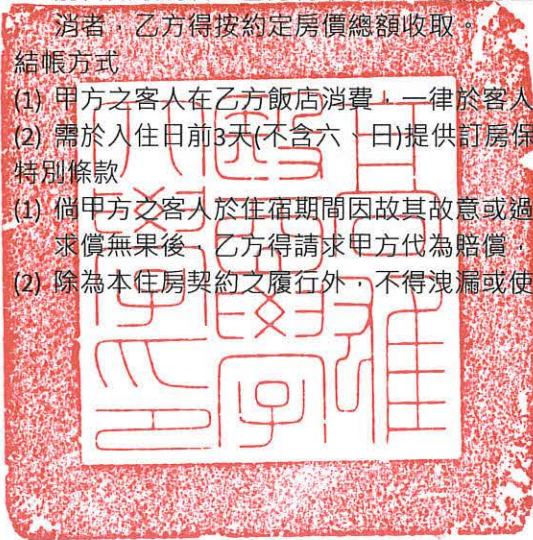 消者，乙方得按約定房價總額收取。
結帳方式
(1) 甲方之客人在乙方飯店消費，一律於客人
(2) 需於入住日前3天(不含六、日)提供訂房保
特別條款
(1) 倘甲方之客人於住宿期間因故其故意或過
求償無果後，乙方得請求甲方代為賠償，
(2) 除為本住房契約之履行外，不得洩漏或使